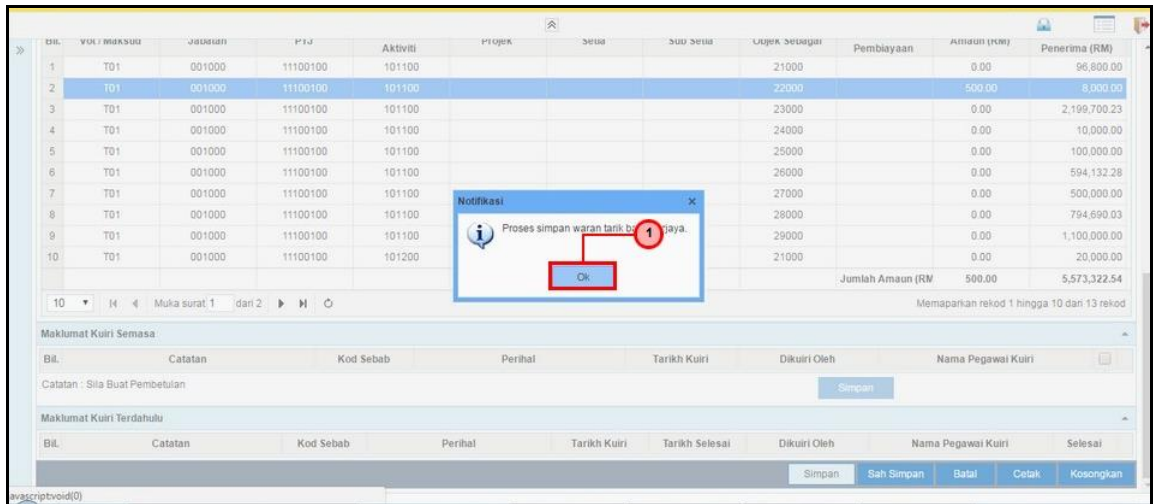 Bil. Vot / Maksud Jabatan PTJ Aktiviti Projek Setia Sub Setia Objek Sebagai Pembiayaan Amaun (RM) Penerima (RM)
1 T01 001000 11100100 101100 21000 0.00 96,800.00
2 T01 001000 11100100 101100 22000 500.00 8,000.00
3 T01 001000 11100100 101100 23000 0.00 2,199,700.23
4 T01 001000 11100100 101100 24000 0.00 10,000.00
5 T01 001000 11100100 101100 25000 0.00 100,000.00
6 T01 001000 11100100 101100 26000 0.00 594,132.28
7 T01 001000 11100100 101100 27000 0.00 500,000.00
8 T01 001000 11100100 101100 28000 0.00 794,690.03
9 T01 001000 11100100 101100 29000 0.00 1,100,000.00
10 T01 001000 11100100 101200 21000 0.00 20,000.00
Jumlah Amaun (RM 500.00 5,573,322.54
Notifikasi x
Proses simpan waran tarik ba rjaya.
1
Ok
10 Muka surat 1 dari 2 Memaparkan rekod 1 hingga 10 dari 13 rekod
Maklumat Kuiri Semasa
Bil. Catatan Kod Sebab Perihal Tarikh Kuiri Dikuiri Oleh Nama Pegawai Kuiri
Catatan : Sila Buat Pembetulan Simpan
Maklumat Kuiri Terdahulu
Bil. Catatan Kod Sebab Perihal Tarikh Kuiri Tarikh Selesai Dikuiri Oleh Nama Pegawai Kuiri Selesai
Simpan Sah Simpan Batal Cetak Kosongkan
avascript:void(0)